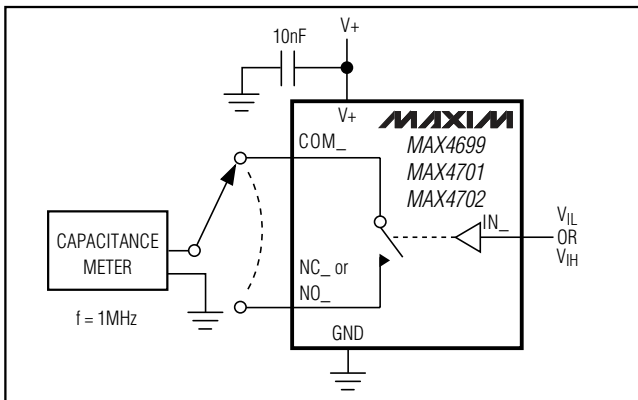 10nF
V+
V+
MAXIM
MAX4699
MAX4701
MAX4702
COM_
IN_
VIL
OR
VIH
CAPACITANCE
METER
NC_ or
NO_
f = 1MHz
GND